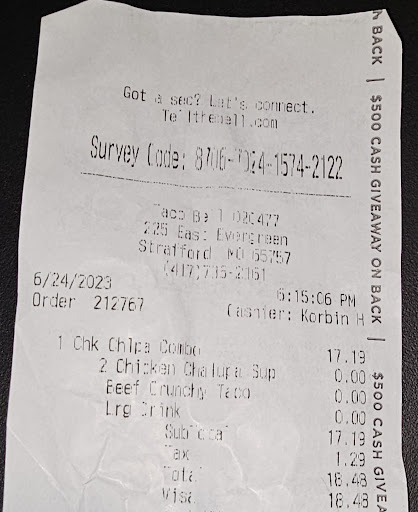 Got a sec? Let's connect.
Tellthebell.com
Survey Code: 8706-7024-1574-2122
Taco Bell 020477
225 East Evergreen
Strafford MO 65757
(417)736-2161
6/24/2023 6:15:06 PM
Order 212767 Cashier: Korbin H
1 Chk Chlpa Combo 17.19
2 Chicken Chalupa Sup 0.00
Beef Crunchy Taco 0.00
Lrg Drink 0.00
SubTotal 17.19
Tax 1.29
Total 18.48
Visa 18.48
BACK | $500 CASH GIVEAWAY ON BACK | $500 CASH GIVEA